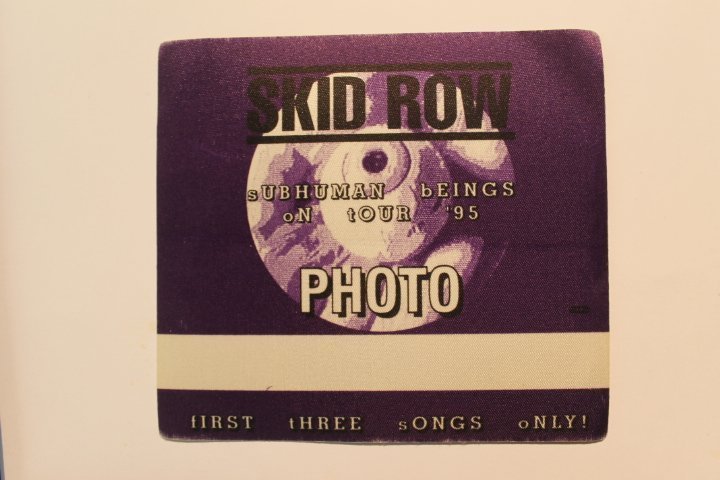 SKID ROW
sUBHUMAN bEINGS
oN tOUR '95
PHOTO
fIRST tHREE sONGS oNLY!